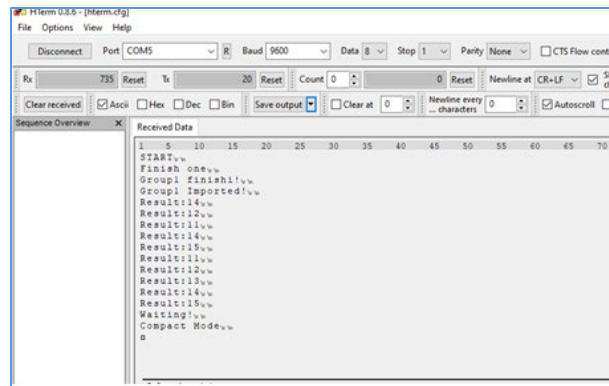 HTerm 0.8.6 - [hterm.cfg]
File Options View Help
Disconnect Port COM5 R Baud 9600 Data 8 Stop 1 Parity None CTS Flow cont
Rx 735 Reset Tx 20 Reset Count 0 0 Reset Newline at CR+LF
Clear received Ascii Hex Dec Bin Save output Clear at 0 Newline every ... characters 0 Autoscroll
Sequence Overview X Received Data
1 5 10 15 20 25 30 35 40 45 50 55 60 65 70
START
Finish one
Group1 finishi!
Group1 Imported!
Result:14
Result:12
Result:11
Result:14
Result:15
Result:11
Result:12
Result:13
Result:14
Result:15
Waiting!
Compact Mode